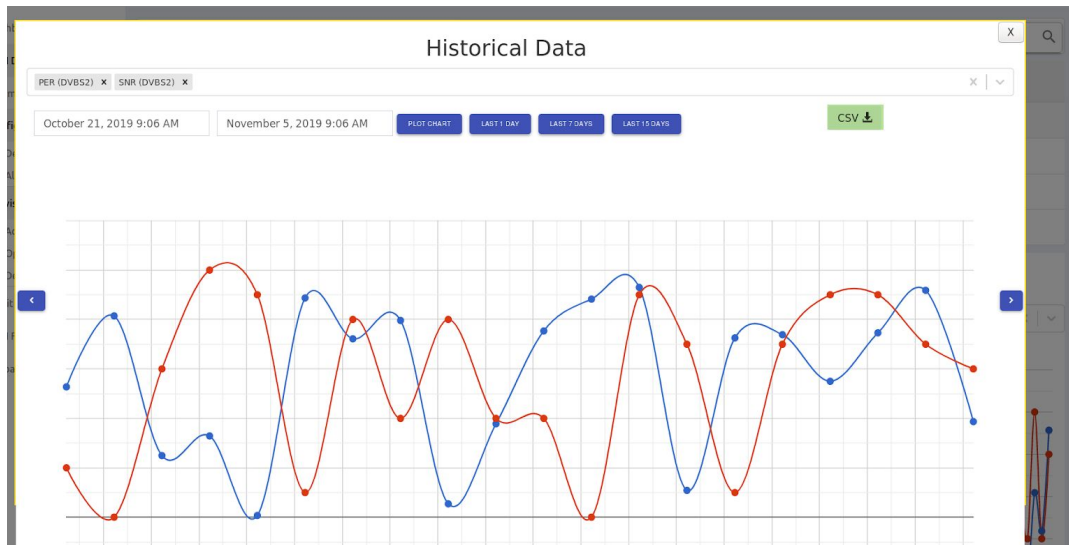 X
Historical Data
PER (DVBS2) x SNR (DVBS2) x
October 21, 2019 9:06 AM November 5, 2019 9:06 AM PLOT CHART LAST 1 DAY LAST 7 DAYS LAST 15 DAYS CSV